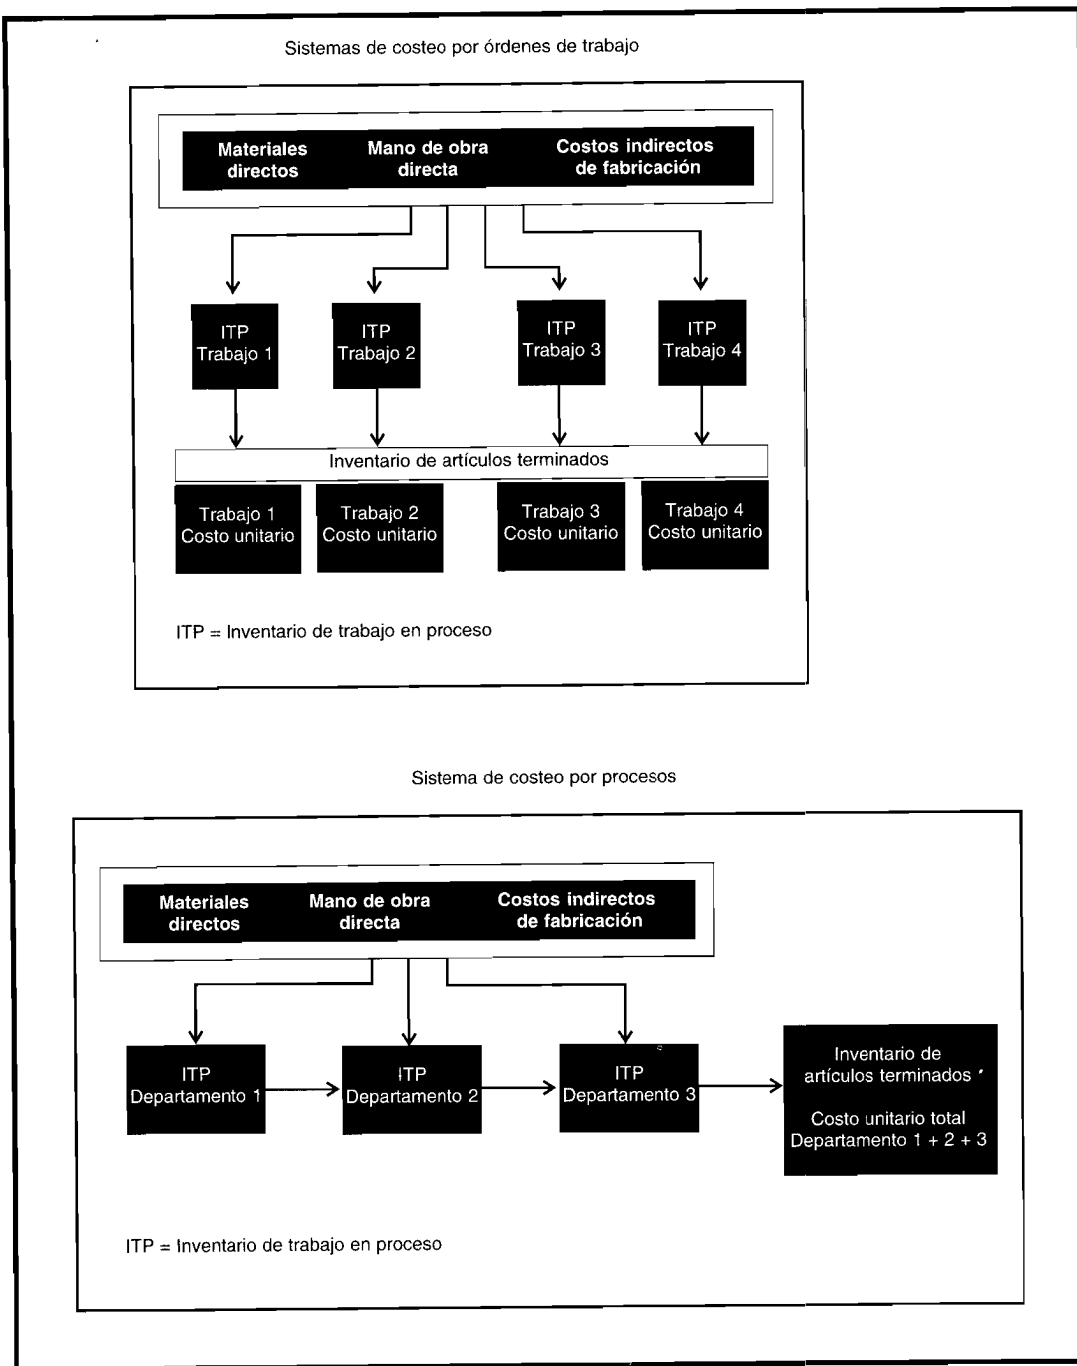 Sistemas de costeo por órdenes de trabajo
Materiales directos
Mano de obra directa
Costos indirectos de fabricación
ITP
Trabajo 1
ITP
Trabajo 2
ITP
Trabajo 3
ITP
Trabajo 4
Inventario de artículos terminados
Trabajo 1
Costo unitario
Trabajo 2
Costo unitario
Trabajo 3
Costo unitario
Trabajo 4
Costo unitario
ITP = Inventario de trabajo en proceso
Sistema de costeo por procesos
Materiales directos
Mano de obra directa
Costos indirectos de fabricación
ITP
Departamento 1
ITP
Departamento 2
ITP
Departamento 3
Inventario de
artículos terminados
Costo unitario total
Departamento 1 + 2 + 3
ITP = Inventario de trabajo en proceso